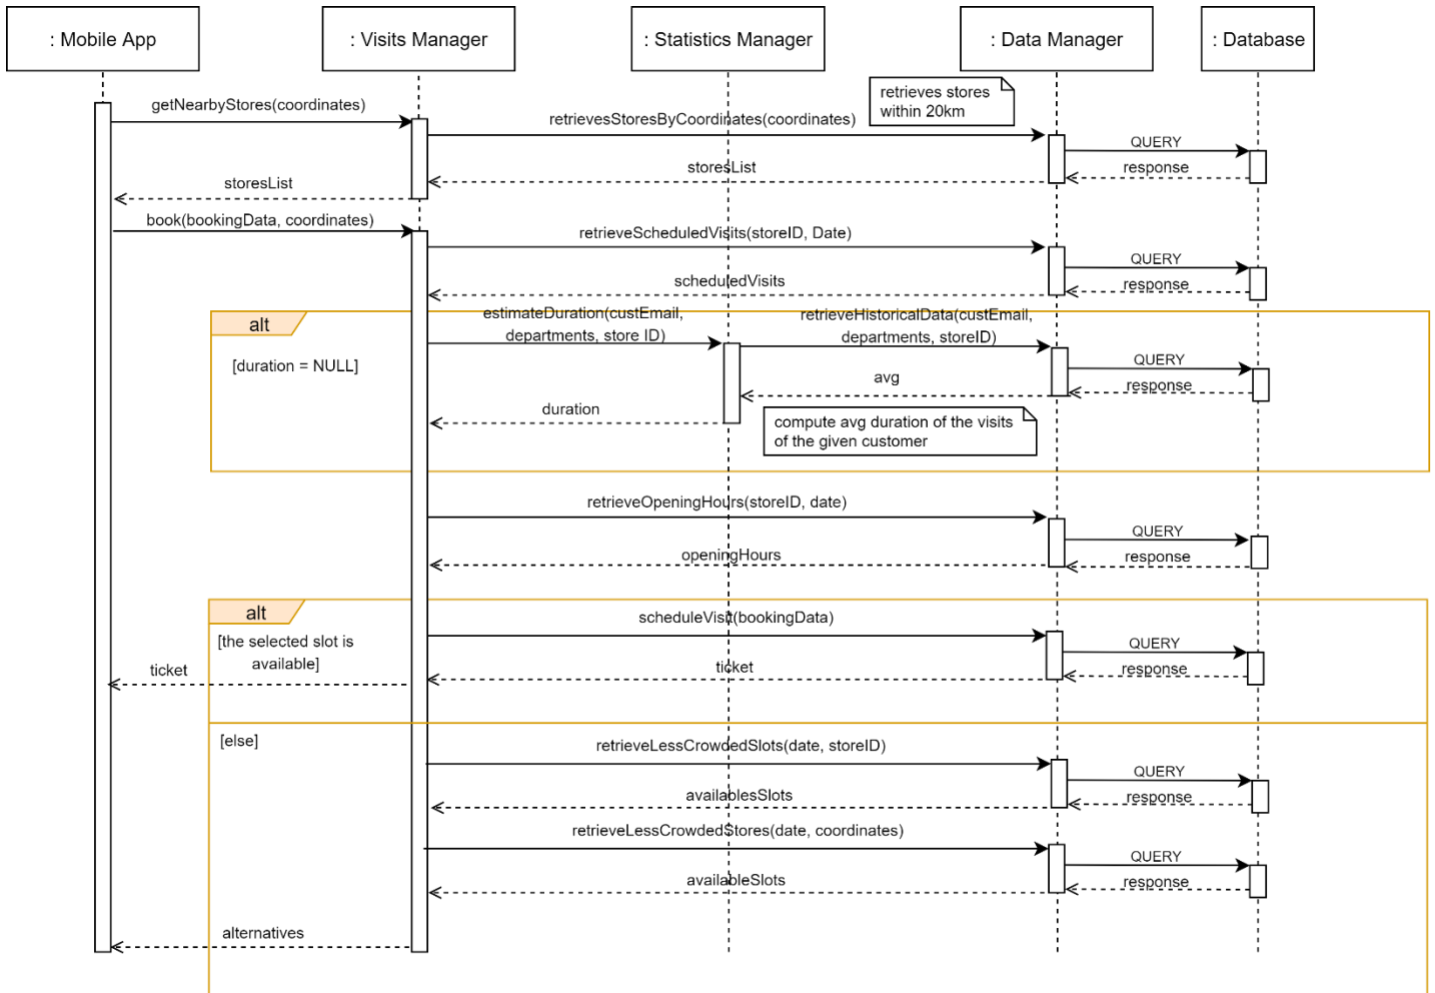 : Mobile App
: Visits Manager
: Statistics Manager
: Data Manager
: Database
retrieves stores
within 20km
getNearbyStores(coordinates)
retrievesStoresByCoordinates(coordinates)
QUERY
response
storesList
storesList
book(bookingData, coordinates)
retrieveScheduledVisits(storeID, Date)
QUERY
response
scheduledVisits
alt
[duration = NULL]
estimateDuration(custEmail,
departments, store ID)
retrieveHistoricalData(custEmail,
departments, storeID)
QUERY
response
avg
duration
compute avg duration of the visits
of the given customer
retrieveOpeningHours(storeID, date)
QUERY
response
openingHours
alt
[the selected slot is
available]
scheduleVisit(bookingData)
QUERY
response
ticket
ticket
[else]
retrieveLessCrowdedSlots(date, storeID)
QUERY
response
availablesSlots
retrieveLessCrowdedStores(date, coordinates)
QUERY
response
availableSlots
alternatives